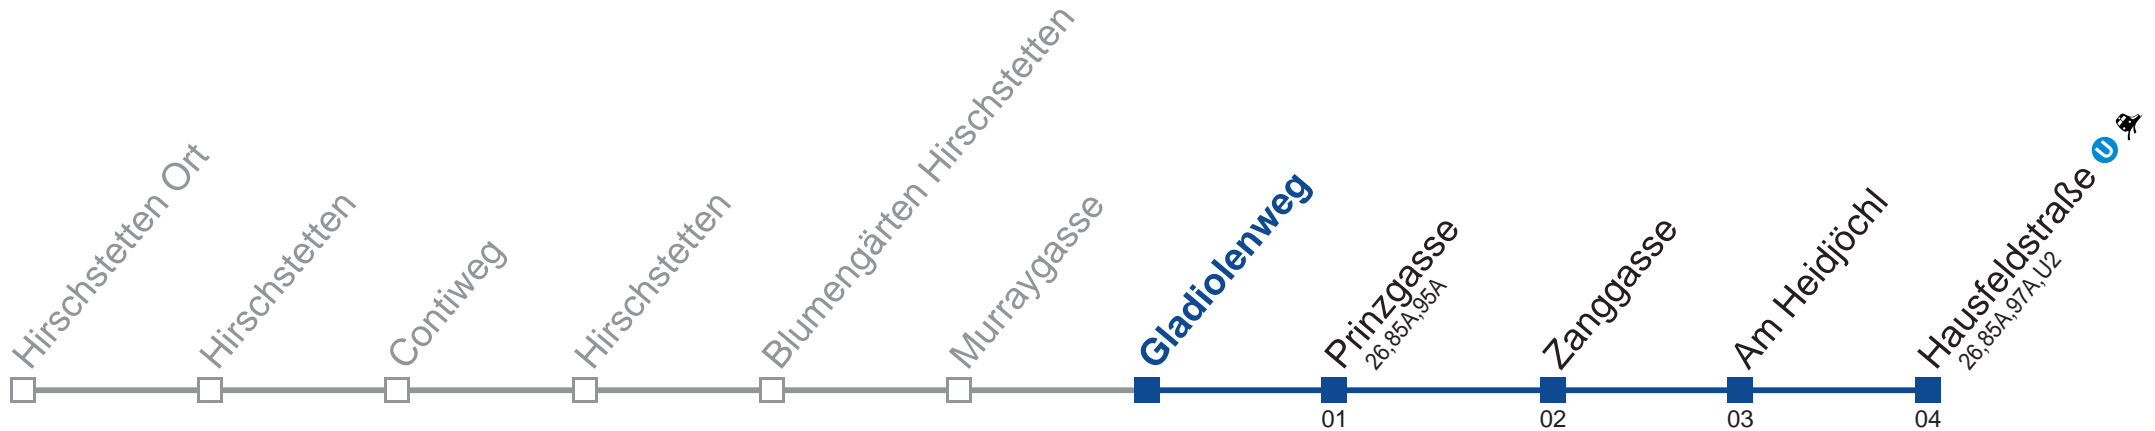 Hirschstetten Ort
Hirschstetten
Contiweg
Hirschstetten
Blumengärten Hirschstetten
Murraygasse
Gladiolenweg
Prinzgasse
26,85A,95A
Zanggasse
Am Heidjöchl
Hausfeldstraße U
26,85A,97A,U2
01
02
03
04